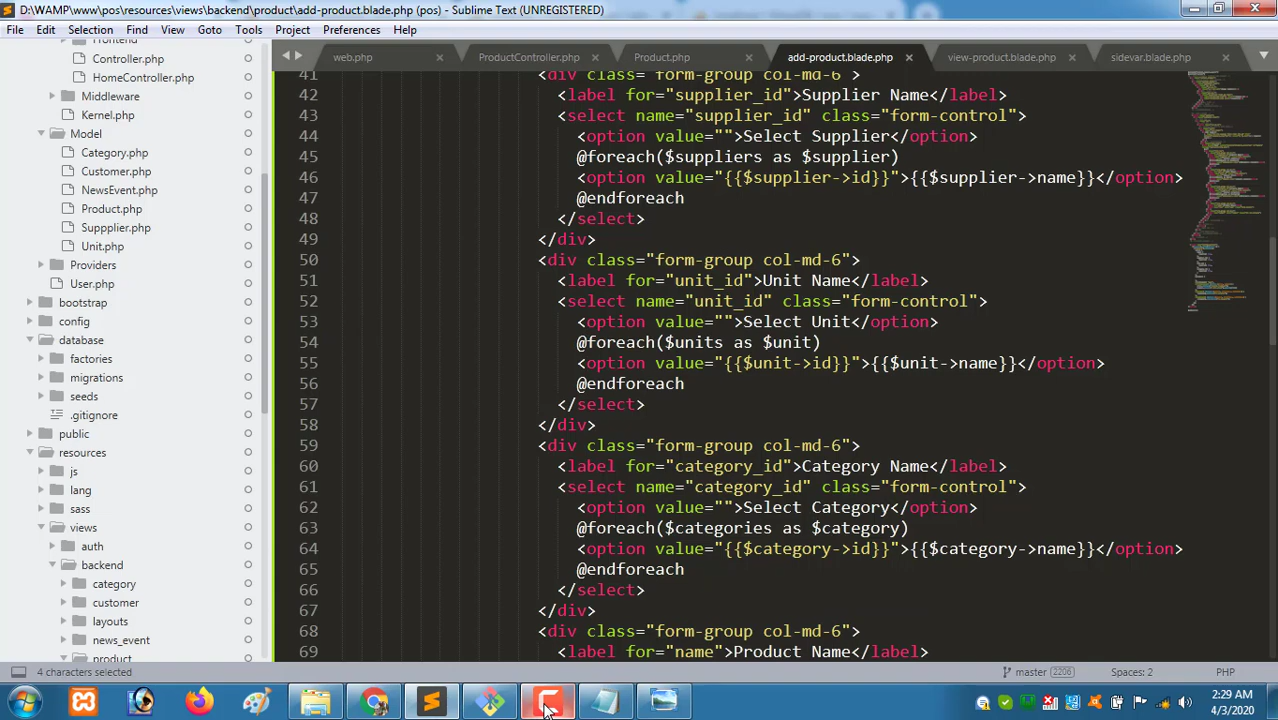 D:\WAMP\www\pos\resources\views\backend\product\add-product.blade.php (pos) - Sublime Text (UNREGISTERED)
File Edit Selection Find View Goto Tools Project Preferences Help
web.php ProductController.php Product.php add-product.blade.php view-product.blade.php sidevar.blade.php
Frontend
Controller.php
HomeController.php
Middleware
Kernel.php
Model
Category.php
Customer.php
NewsEvent.php
Product.php
Suppplier.php
Unit.php
Providers
User.php
bootstrap
config
database
factories
migrations
seeds
.gitignore
public
resources
js
lang
sass
views
auth
backend
category
customer
layouts
news_event
product
41 <div class="form-group col-md-6">
42 <label for="supplier_id">Supplier Name</label>
43 <select name="supplier_id" class="form-control">
44 <option value="">Select Supplier</option>
45 @foreach($suppliers as $supplier)
46 <option value="{{$supplier->id}}">{{$supplier->name}}</option>
47 @endforeach
48 </select>
49 </div>
50 <div class="form-group col-md-6">
51 <label for="unit_id">Unit Name</label>
52 <select name="unit_id" class="form-control">
53 <option value="">Select Unit</option>
54 @foreach($units as $unit)
55 <option value="{{$unit->id}}">{{$unit->name}}</option>
56 @endforeach
57 </select>
58 </div>
59 <div class="form-group col-md-6">
60 <label for="category_id">Category Name</label>
61 <select name="category_id" class="form-control">
62 <option value="">Select Category</option>
63 @foreach($categories as $category)
64 <option value="{{$category->id}}">{{$category->name}}</option>
65 @endforeach
66 </select>
67 </div>
68 <div class="form-group col-md-6">
69 <label for="name">Product Name</label>
4 characters selected master 2206 Spaces: 2 PHP
2:29 AM
4/3/2020